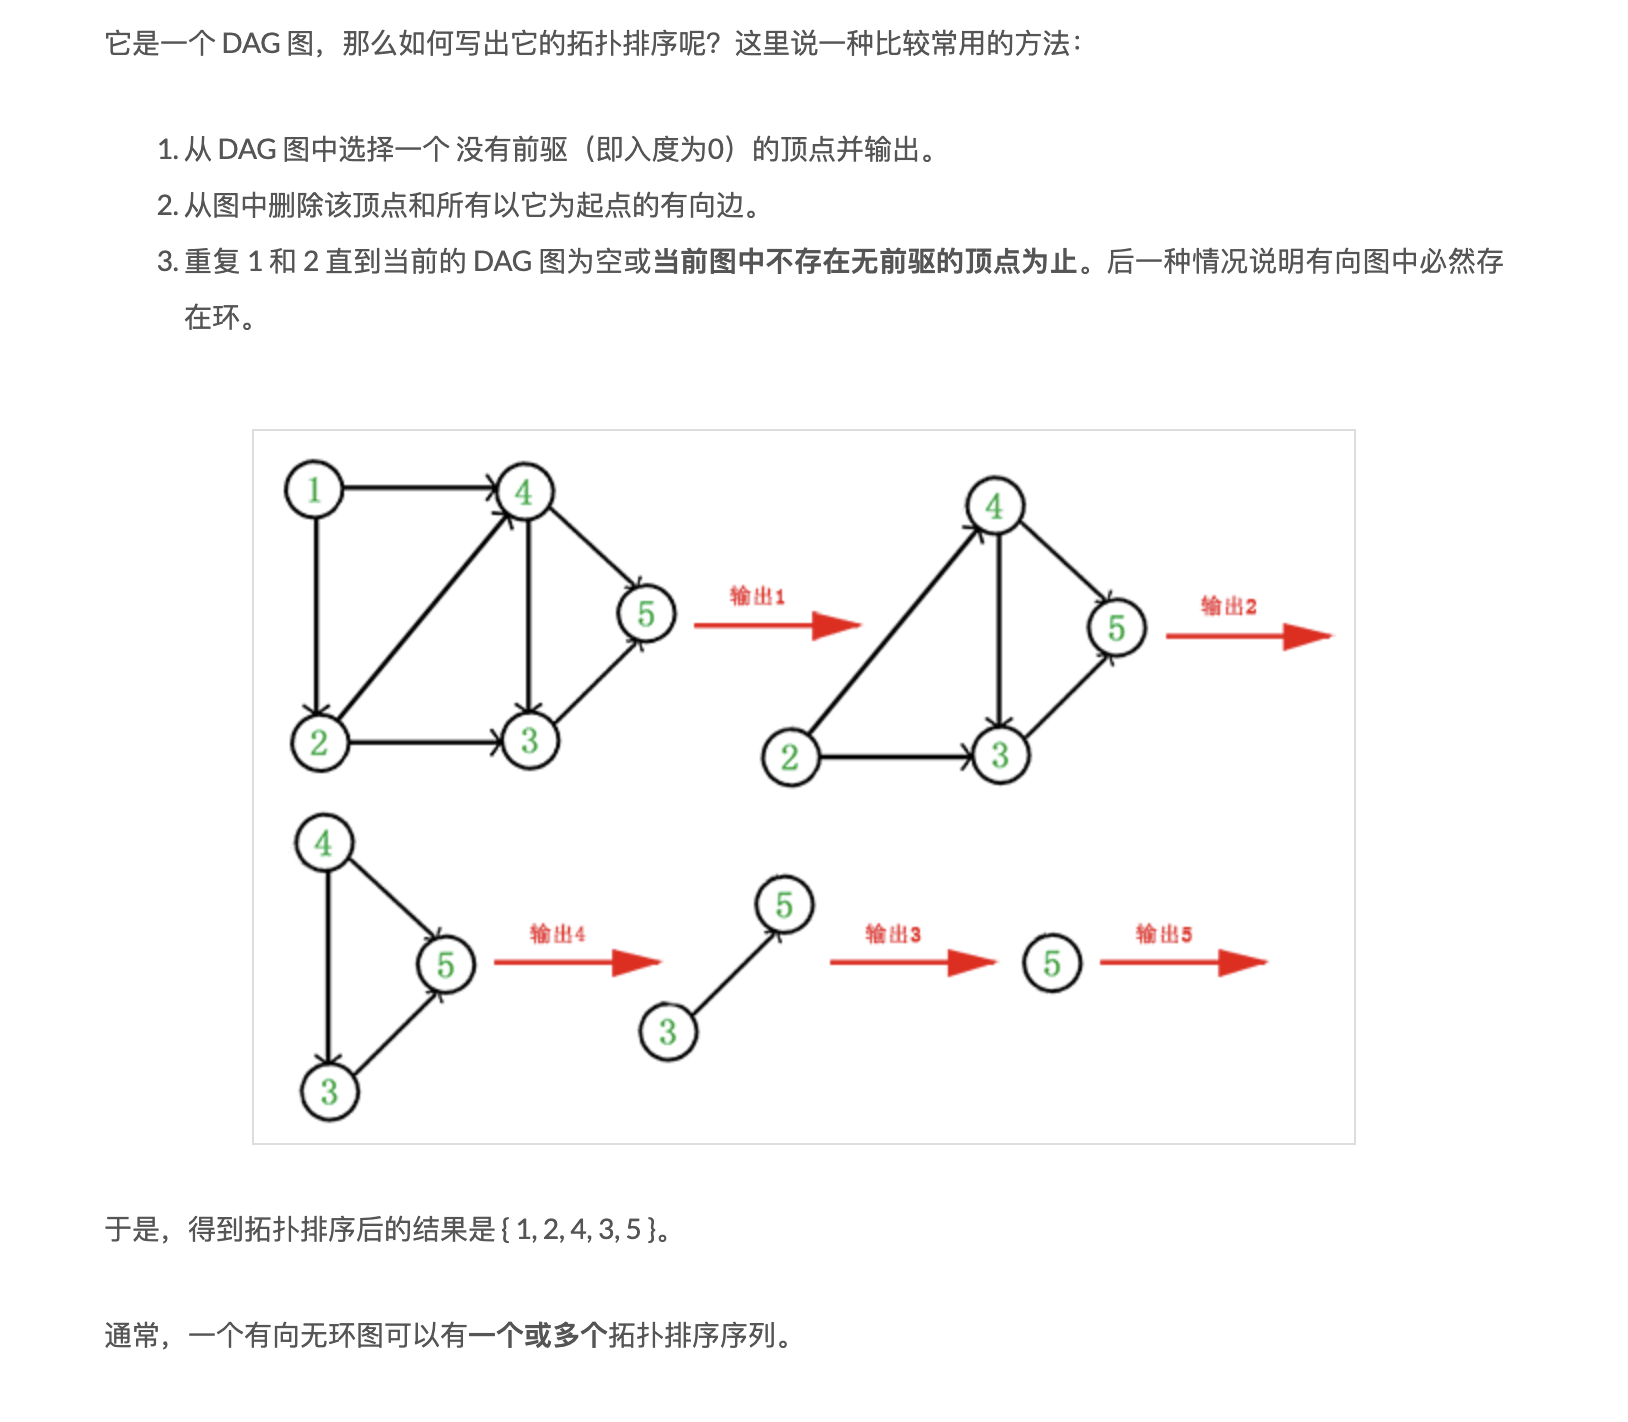 它是一个 DAG 图，那么如何写出它的拓扑排序呢？这里说一种比较常用的方法：
1. 从 DAG 图中选择一个 没有前驱（即入度为0）的顶点并输出。
2. 从图中删除该顶点和所有以它为起点的有向边。
3. 重复 1 和 2 直到当前的 DAG 图为空或当前图中不存在无前驱的顶点为止。后一种情况说明有向图中必然存
在环。
1
4
5
2
3
输出1
4
5
2
3
输出2
4
5
3
输出4
5
3
输出3
5
输出5
于是，得到拓扑排序后的结果是 { 1, 2, 4, 3, 5 }。
通常，一个有向无环图可以有一个或多个拓扑排序序列。